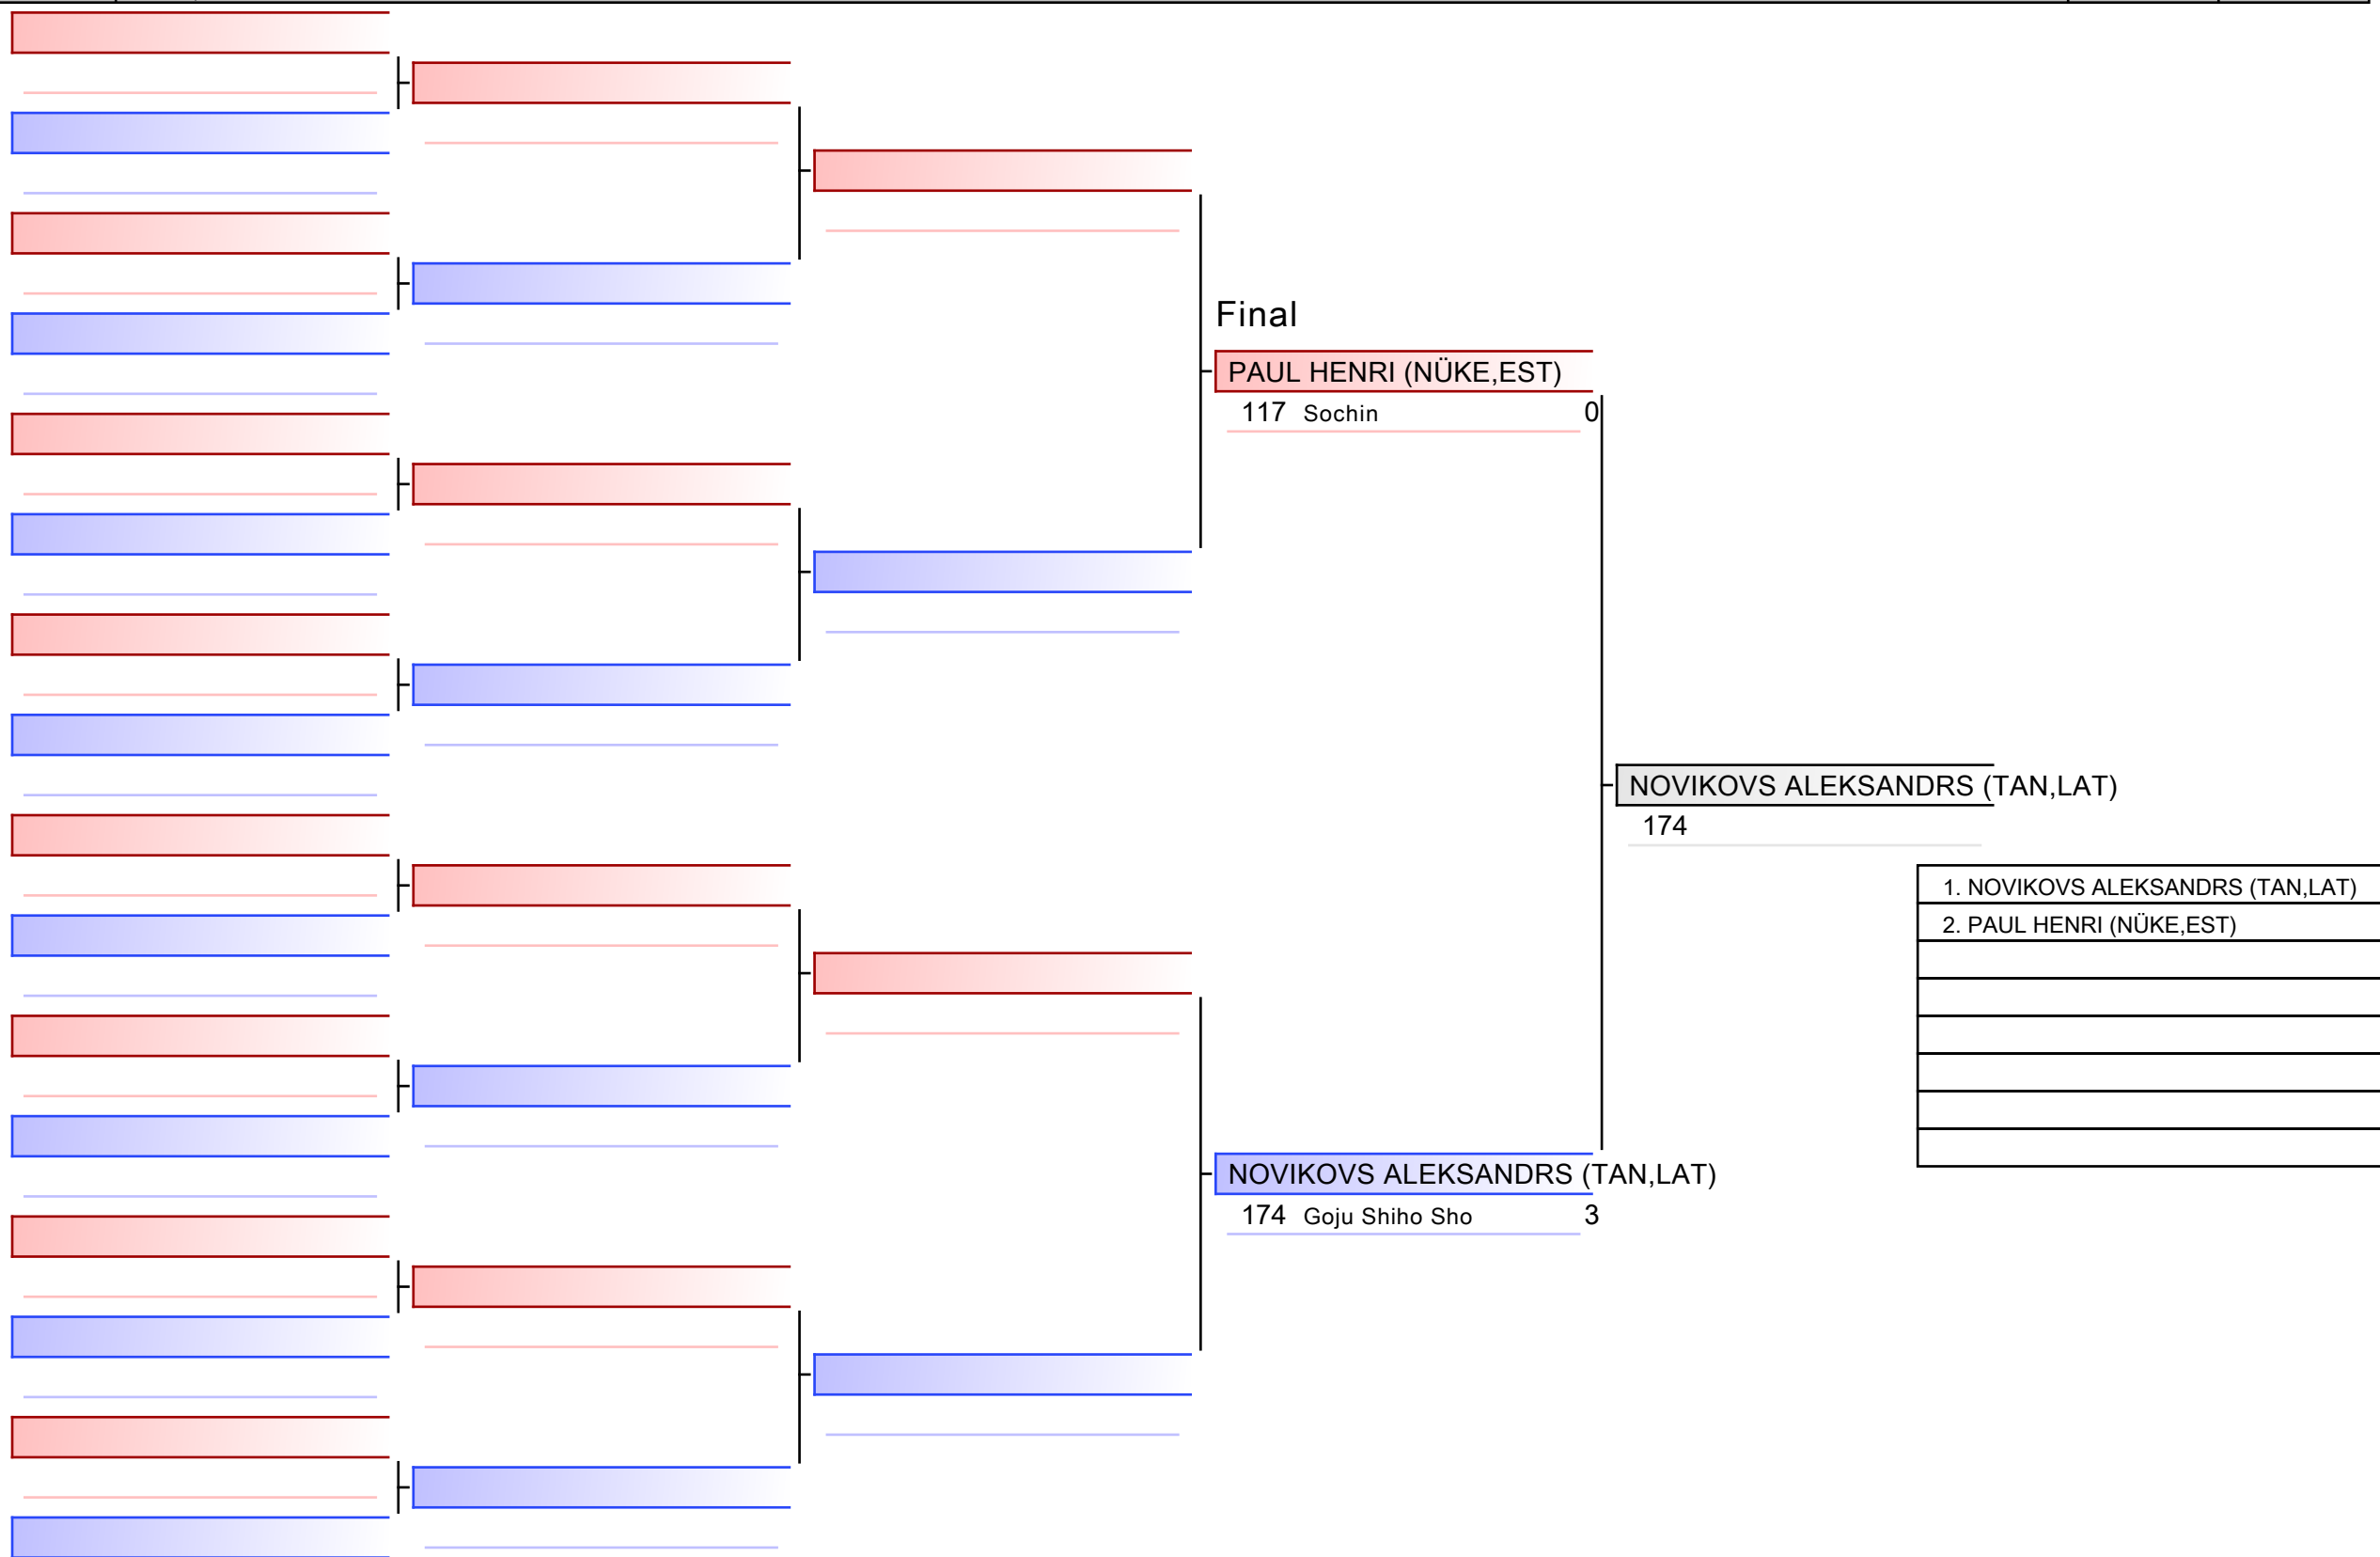 Final
PAUL HENRI (NÜKE,EST)
117 Sochin 0
NOVIKOVS ALEKSANDRS (TAN,LAT)
174
1. NOVIKOVS ALEKSANDRS (TAN,LAT)
2. PAUL HENRI (NÜKE,EST)
NOVIKOVS ALEKSANDRS (TAN,LAT)
174 Goju Shiho Sho 3